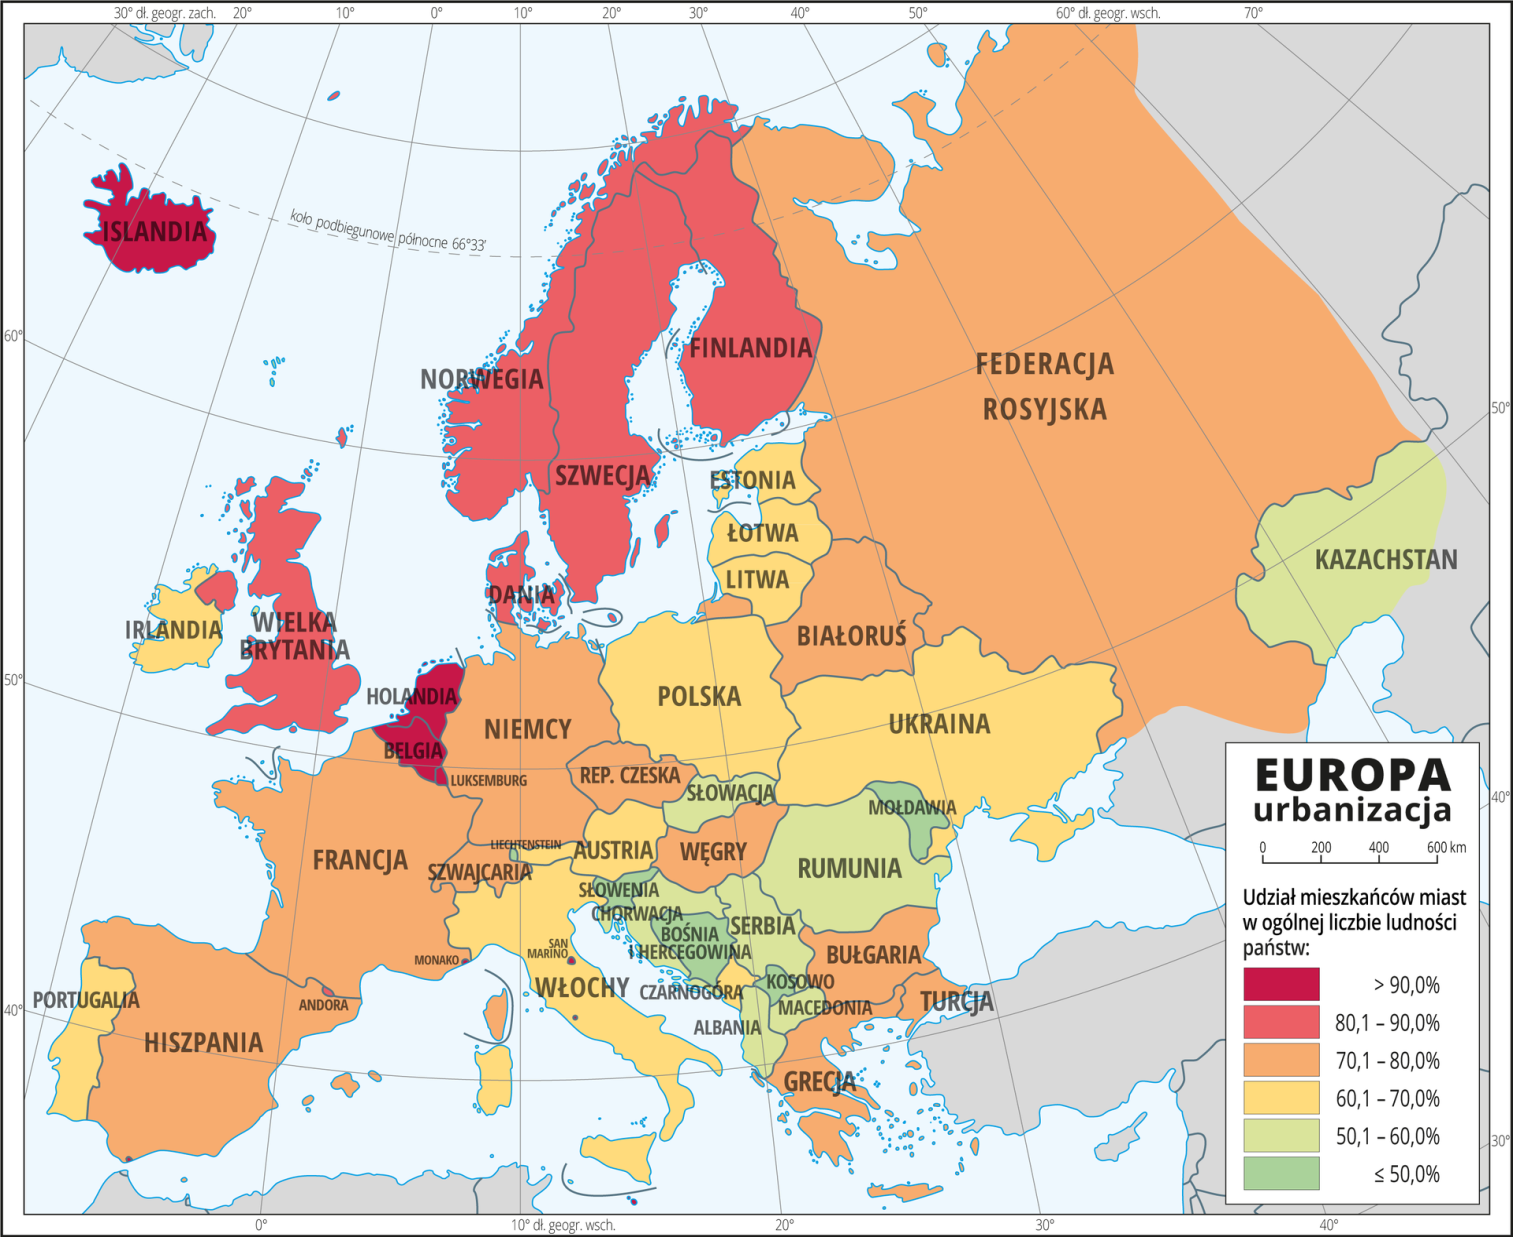 30° dł. geogr. zach.
20°
10°
0°
10°
20°
30°
40°
50°
60° dł. geogr. wsch.
70°
koło podbiegunowe północne 66°33'
ISLANDIA
60°
NORWEGIA
FINLANDIA
FEDERACJA
ROSYJSKA
50°
SZWECJA
ESTONIA
ŁOTWA
LITWA
KAZACHSTAN
DANIA
IRLANDIA
WIELKA
BRYTANIA
BIAŁORUŚ
50°
HOLANDIA
POLSKA
NIEMCY
UKRAINA
BELGIA
LUKSEMBURG
REP. CZESKA
SŁOWACJA
MOŁDAWIA
40°
LIECHTENSTEIN
AUSTRIA
WĘGRY
FRANCJA
SZWAJCARIA
RUMUNIA
SŁOWENIA
CHORWACJA
SERBIA
BOŚNIA
I HERCEGOWINA
SAN
MARINO
MONAKO
BUŁGARIA
KOSOWO
WŁOCHY
CZARNOGÓRA
PORTUGALIA
ANDORA
MACEDONIA
TURCJA
40°
ALBANIA
HISZPANIA
GRECJA
30°
EUROPA
urbanizacja
0 200 400 600 km
Udział mieszkańców miast
w ogólnej liczbie ludności
państw:
> 90,0%
80,1 – 90,0%
70,1 – 80,0%
60,1 – 70,0%
50,1 – 60,0%
≤ 50,0%
0°
10° dł. geogr. wsch.
20°
30°
40°